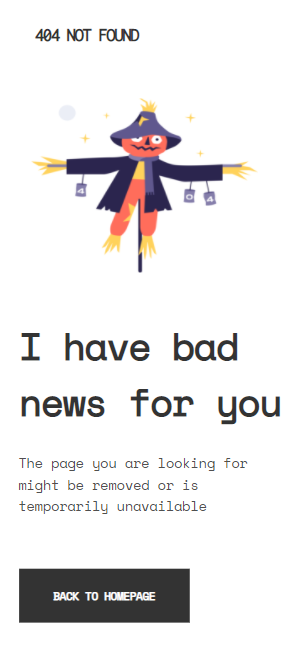 404 NOT FOUND
4
0 4
I have bad
news for you
The page you are looking for
might be removed or is
temporarily unavailable
BACK TO HOMEPAGE